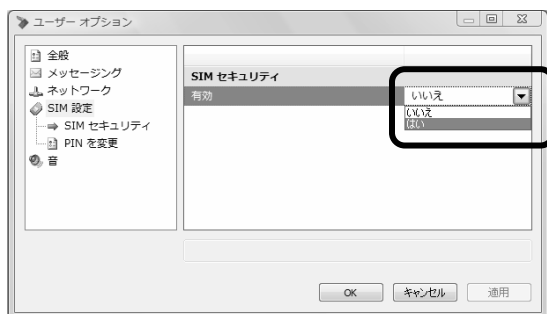 ユーザー オプション
全般
メッセージング
ネットワーク
SIM 設定
SIM セキュリティ
PIN を変更
音
SIM セキュリティ
有効
いいえ
いいえ
はい
OK
キャンセル
適用